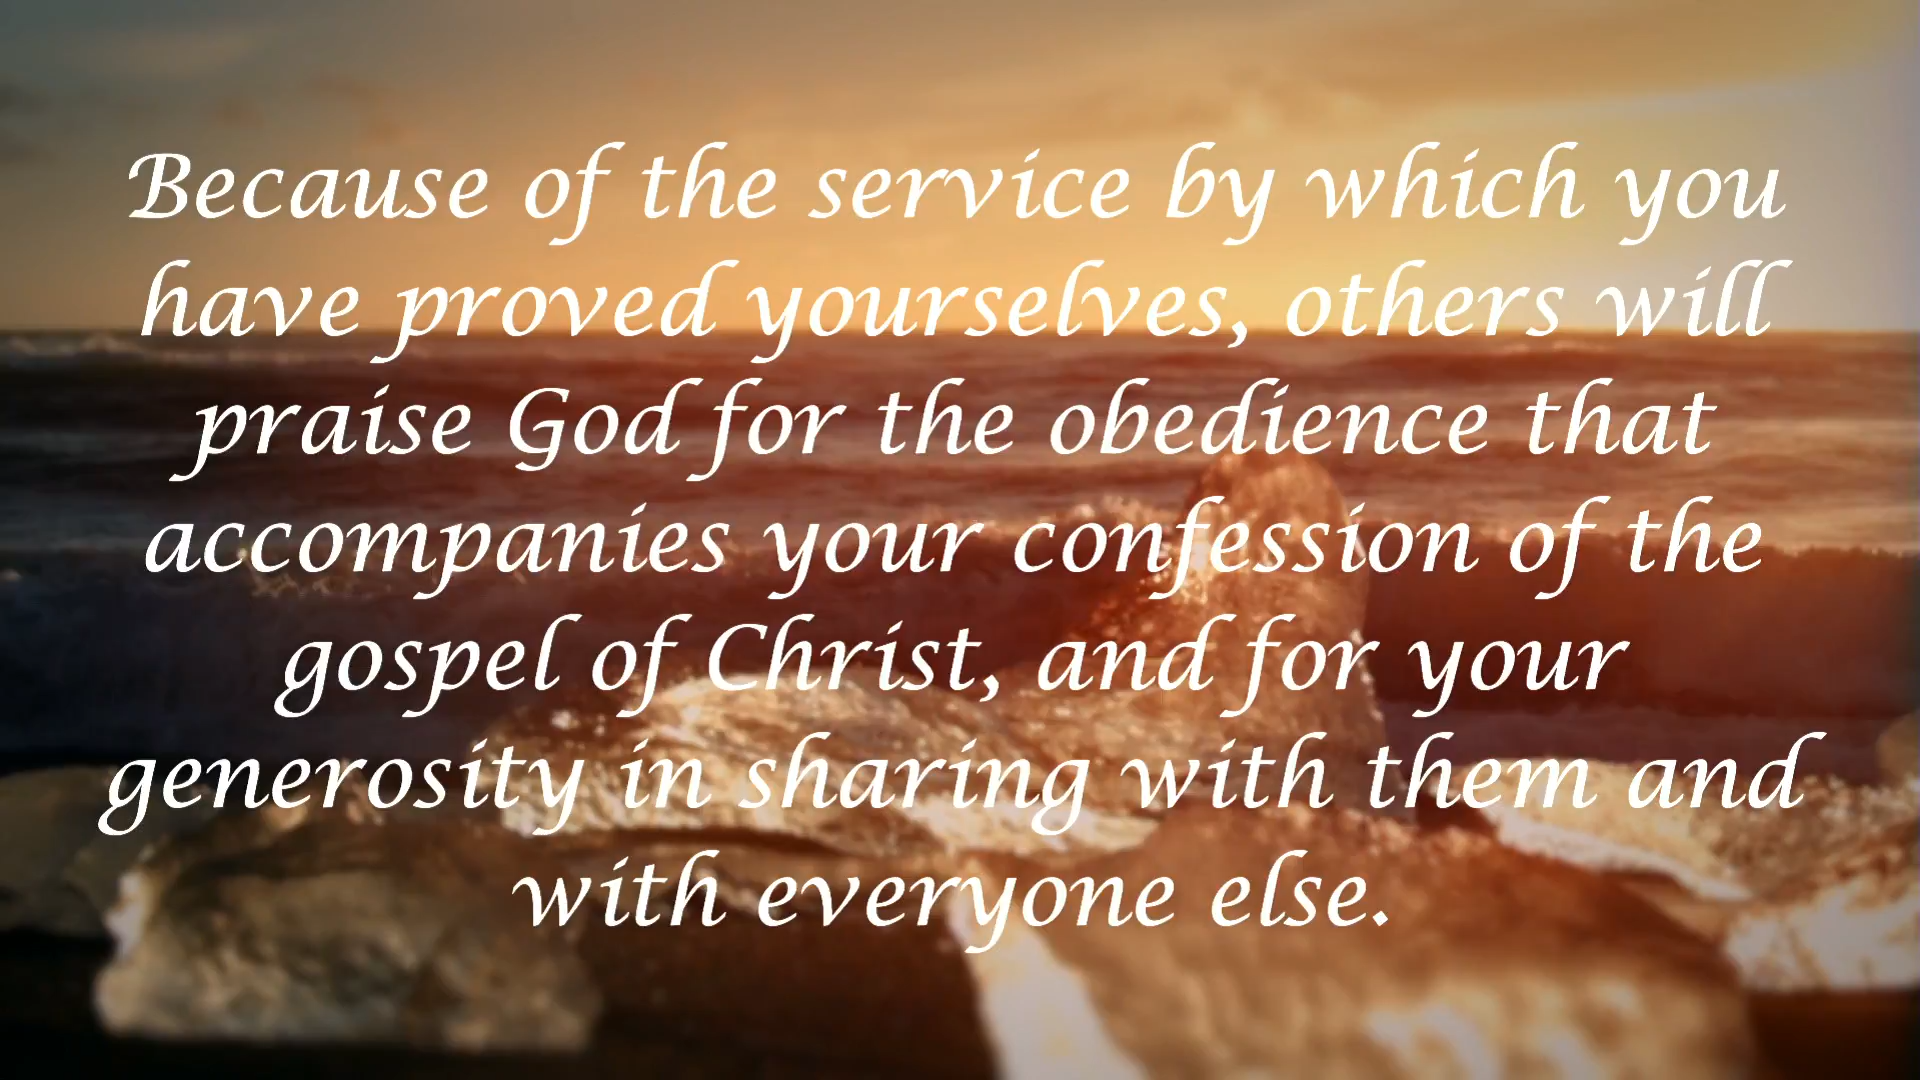 Because of the service by which you
have proved yourselves, others will
praise God for the obedience that
accompanies your confession of the
gospel of Christ, and for your
generosity in sharing with them and
with everyone else.